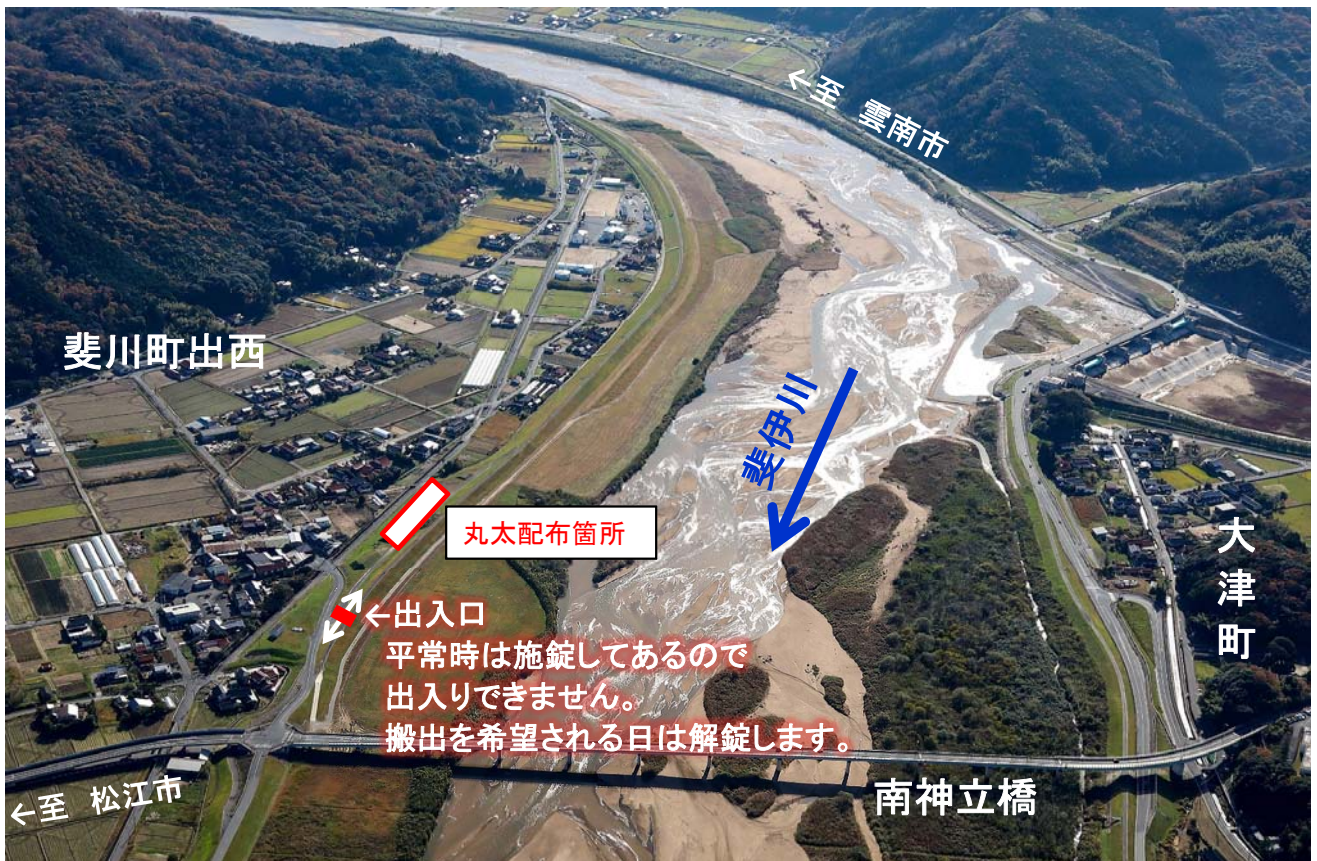 ←至 雲南市
斐川町出西
斐伊川
丸太配布箇所
大津町
←出入口
平常時は施錠してあるので
出入りできません。
搬出を希望される日は解錠します。
南神立橋
←至 松江市